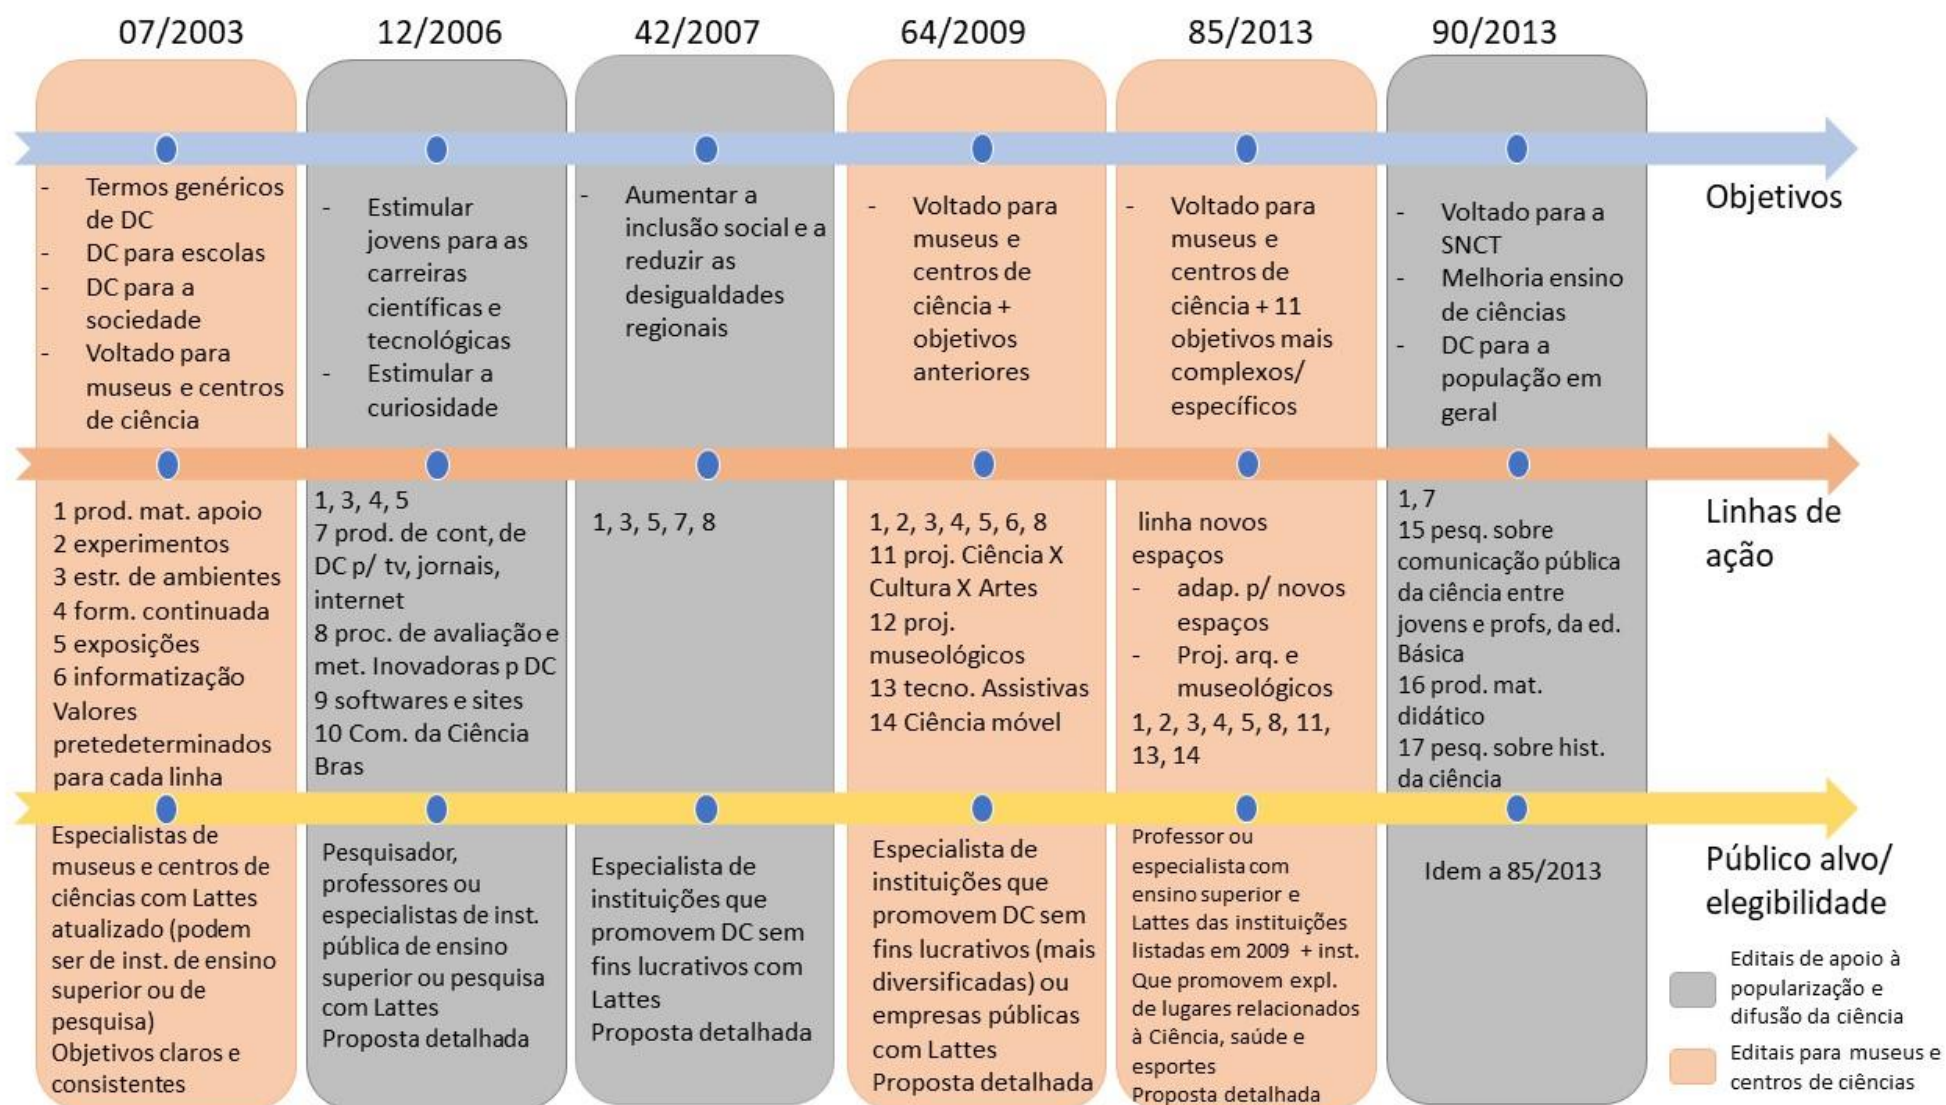 07/2003
12/2006
42/2007
64/2009
85/2013
90/2013
- Termos genéricos
de DC
- DC para escolas
- DC para a
sociedade
- Voltado para
museus e centros
de ciência
- Estimular
jovens para as
carreiras
científicas e
tecnológicas
- Estimular a
curiosidade
- Aumentar a
inclusão social e a
reduzir as
desigualdades
regionais
- Voltado para
museus e
centros de
ciência +
objetivos
anteriores
- Voltado para
museus e
centros de
ciência + 11
objetivos mais
complexos/
específicos
- Voltado para a
SNCT
- Melhoria ensino
de ciências
- DC para a
população em
geral
Objetivos
1 prod. mat. apoio
2 experimentos
3 estr. de ambientes
4 form. continuada
5 exposições
6 informatização
Valores
pretedeterminados
para cada linha
1, 3, 4, 5
7 prod. de cont, de
DC p/ tv, jornais,
internet
8 proc. de avaliação e
met. Inovadoras p DC
9 softwares e sites
10 Com. da Ciência
Bras
1, 3, 5, 7, 8
1, 2, 3, 4, 5, 6, 8
11 proj. Ciência X
Cultura X Artes
12 proj.
museológicos
13 tecno. Assistivas
14 Ciência móvel
linha novos
espaços
- adap. p/ novos
espaços
- Proj. arq. e
museológicos
1, 2, 3, 4, 5, 8, 11,
13, 14
1, 7
15 pesq. sobre
comunicação pública
da ciência entre
jovens e profs, da ed.
Básica
16 prod. mat.
didático
17 pesq. sobre hist.
da ciência
Linhas de
ação
Especialistas de
museus e centros de
ciências com Lattes
atualizado (podem
ser de inst. de ensino
superior ou de
pesquisa)
Objetivos claros e
consistentes
Pesquisador,
professores ou
especialistas de inst.
pública de ensino
superior ou pesquisa
com Lattes
Proposta detalhada
Especialista de
instituições que
promovem DC sem
fins lucrativos com
Lattes
Proposta detalhada
Especialista de
instituições que
promovem DC sem
fins lucrativos (mais
diversificadas) ou
empresas públicas
com Lattes
Proposta detalhada
Professor ou
especialista com
ensino superior e
Lattes das instituições
listadas em 2009 + inst.
Que promovem expl.
de lugares relacionados
à Ciência, saúde e
esportes
Proposta detalhada
Idem a 85/2013
Público alvo/
elegibilidade
Editais de apoio à
popularização e
difusão da ciência
Editais para museus e
centros de ciências